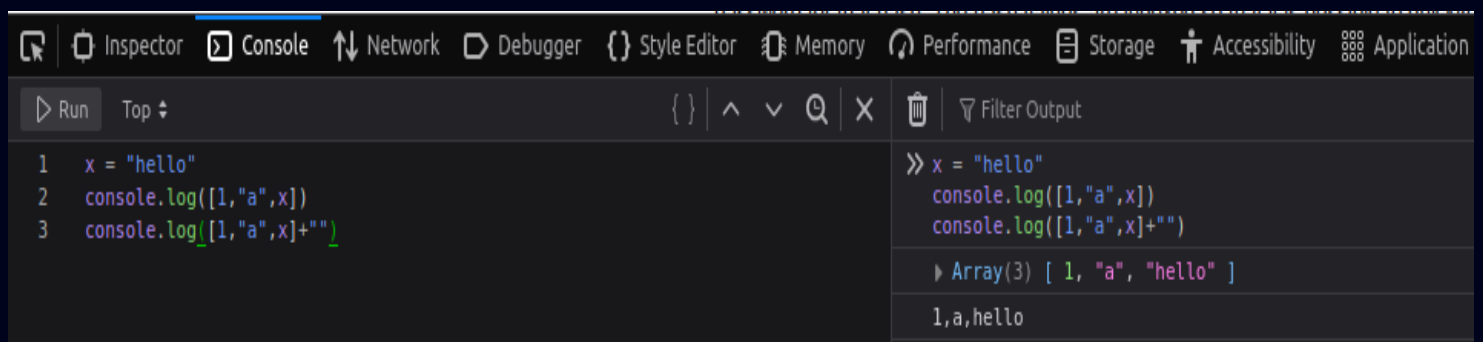 Inspector Console Network Debugger {} Style Editor Memory Performance Storage Accessibility Application
Run Top { } Filter Output
1 x = "hello"
2 console.log([1,"a",x])
3 console.log([1,"a",x]+"")
>> x = "hello"
console.log([1,"a",x])
console.log([1,"a",x]+"")
Array(3) [ 1, "a", "hello" ]
1,a,hello